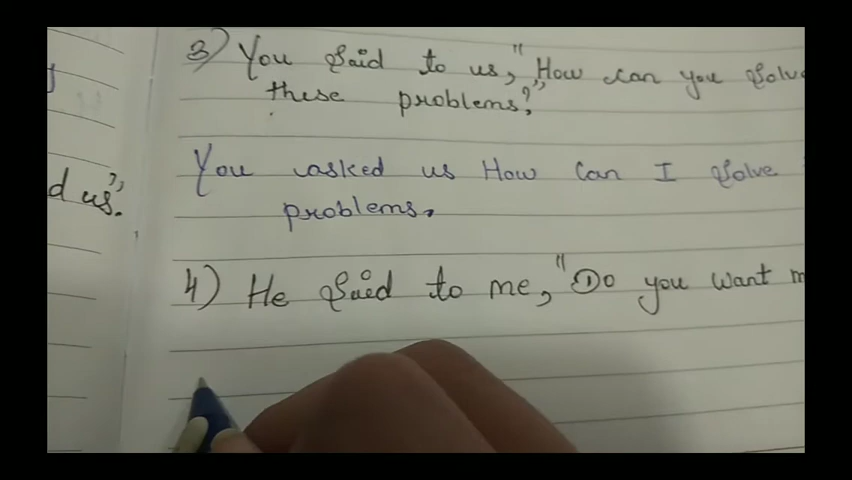 3) You said to us, "How can you solve
these problems?",
d us".
You asked us How can I solve
problems.
4) He said to me, "Do you want